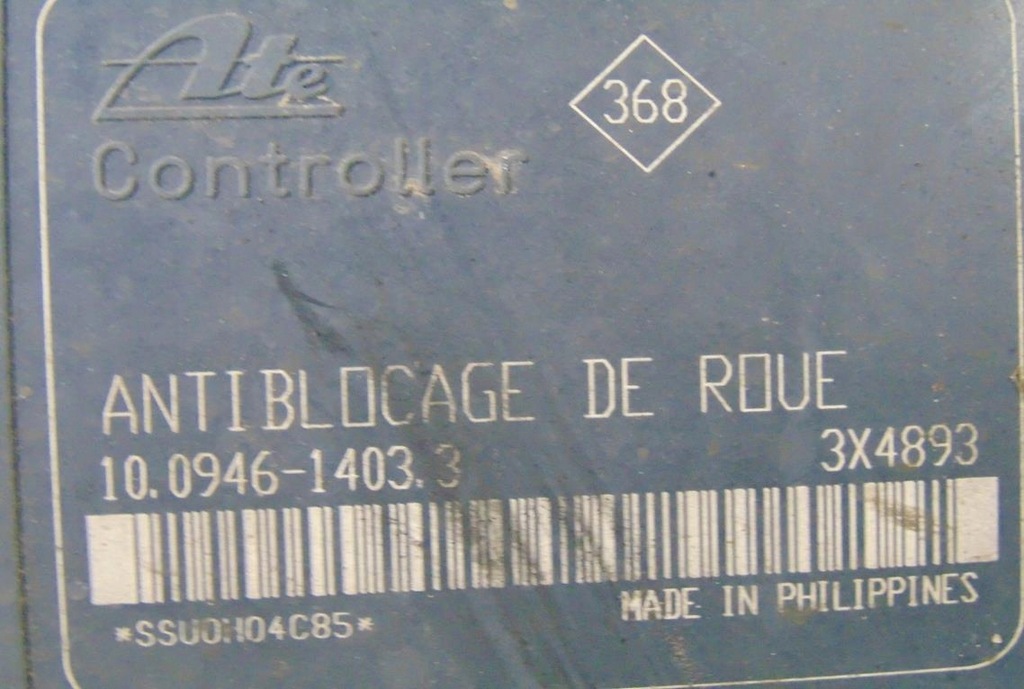 Ate
368
Controller
ANTIBLOCAGE DE ROUE
10.0946-1403.3
3X4893
MADE IN PHILIPPINES